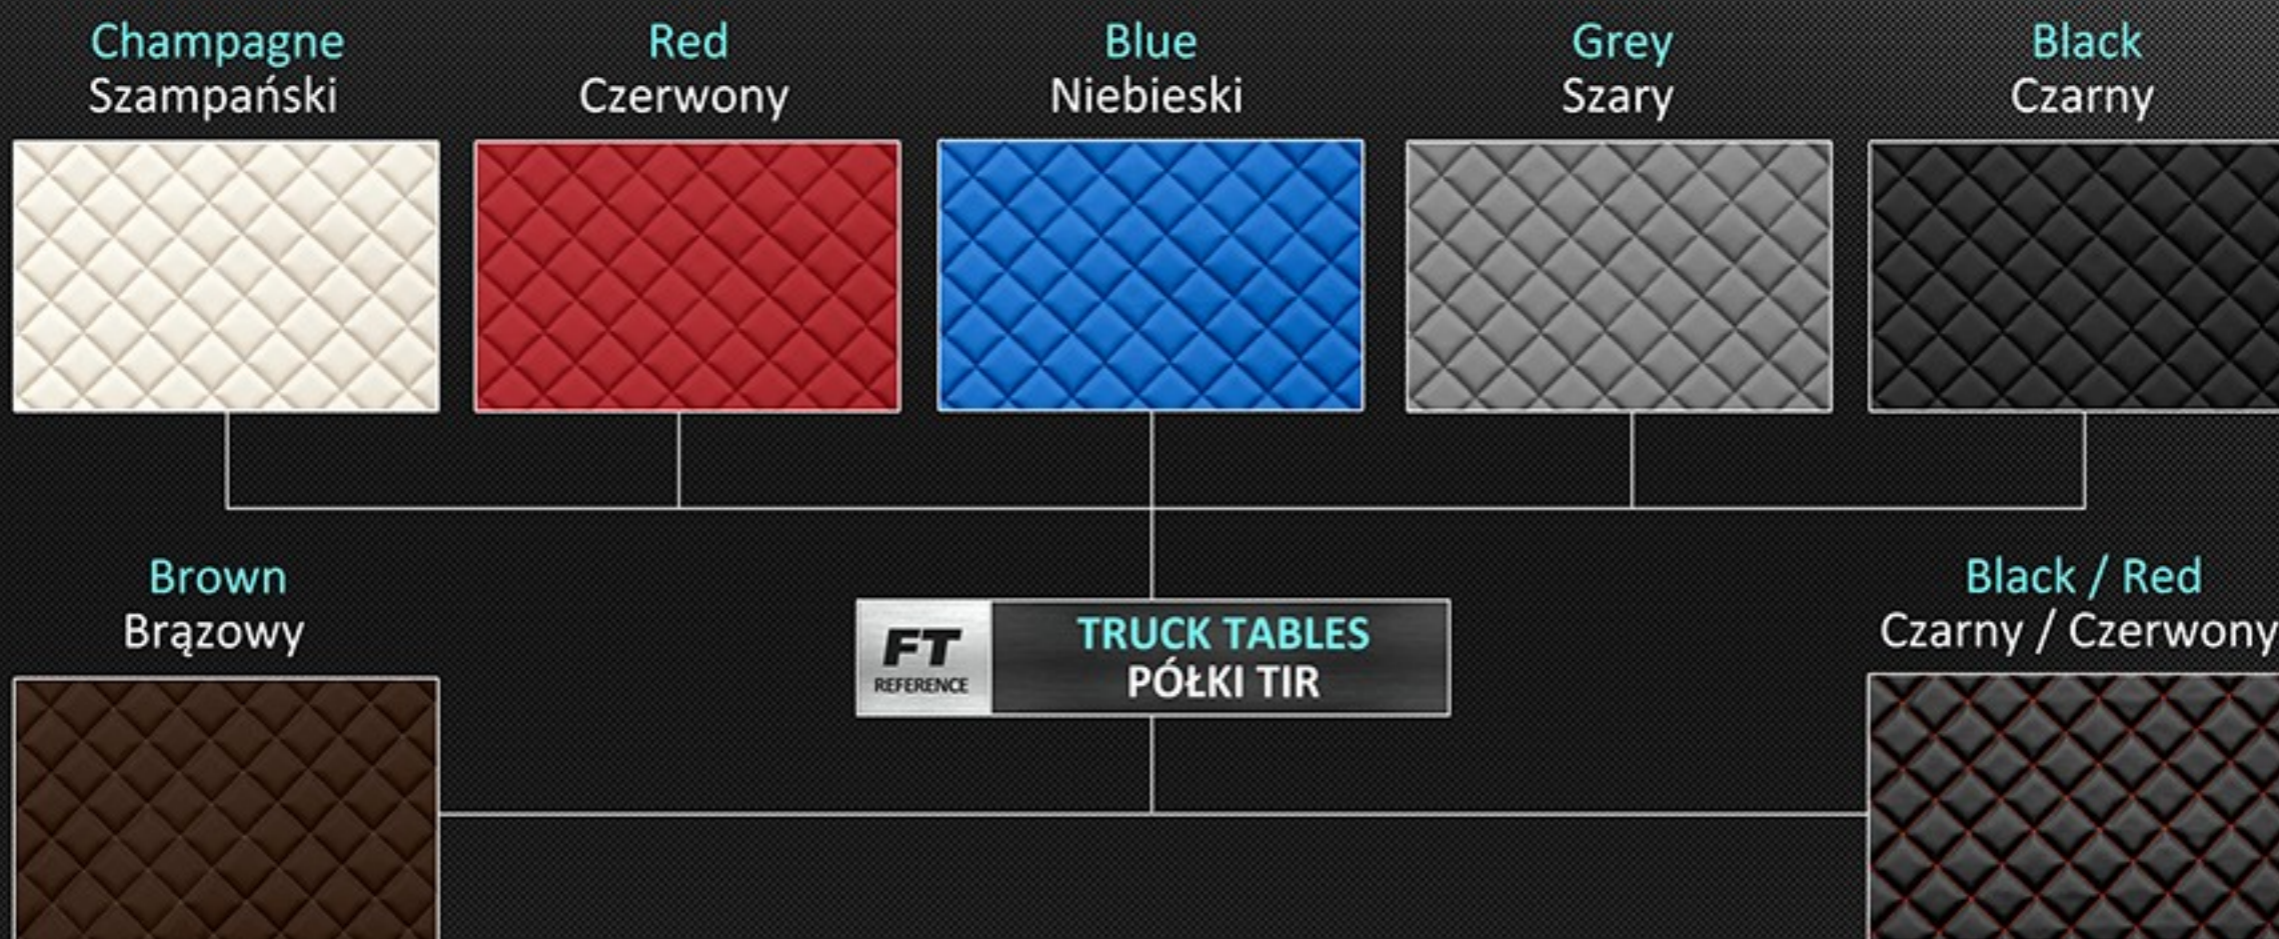 Champagne
Szampański
Red
Czerwony
Blue
Niebieski
Grey
Szary
Black
Czarny
Brown
Brązowy
FT
REFERENCE
TRUCK TABLES
PÓŁKI TIR
Black / Red
Czarny / Czerwony